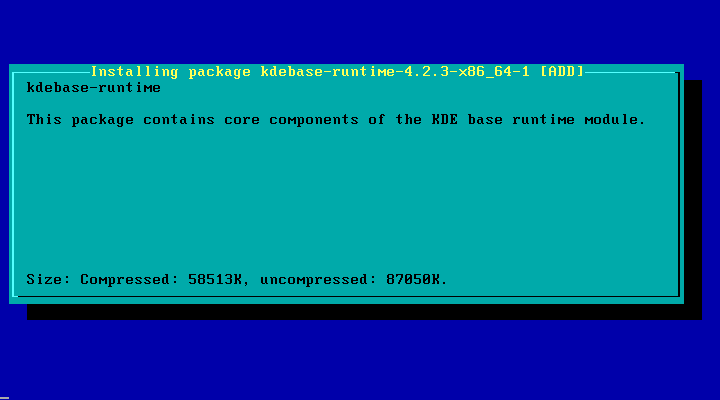 Installing package kdebase-runtime-4.2.3-x86_64-1 [ADD]
kdebase-runtime
This package contains core components of the KDE base runtime module.
Size: Compressed: 58513K, uncompressed: 87050K.